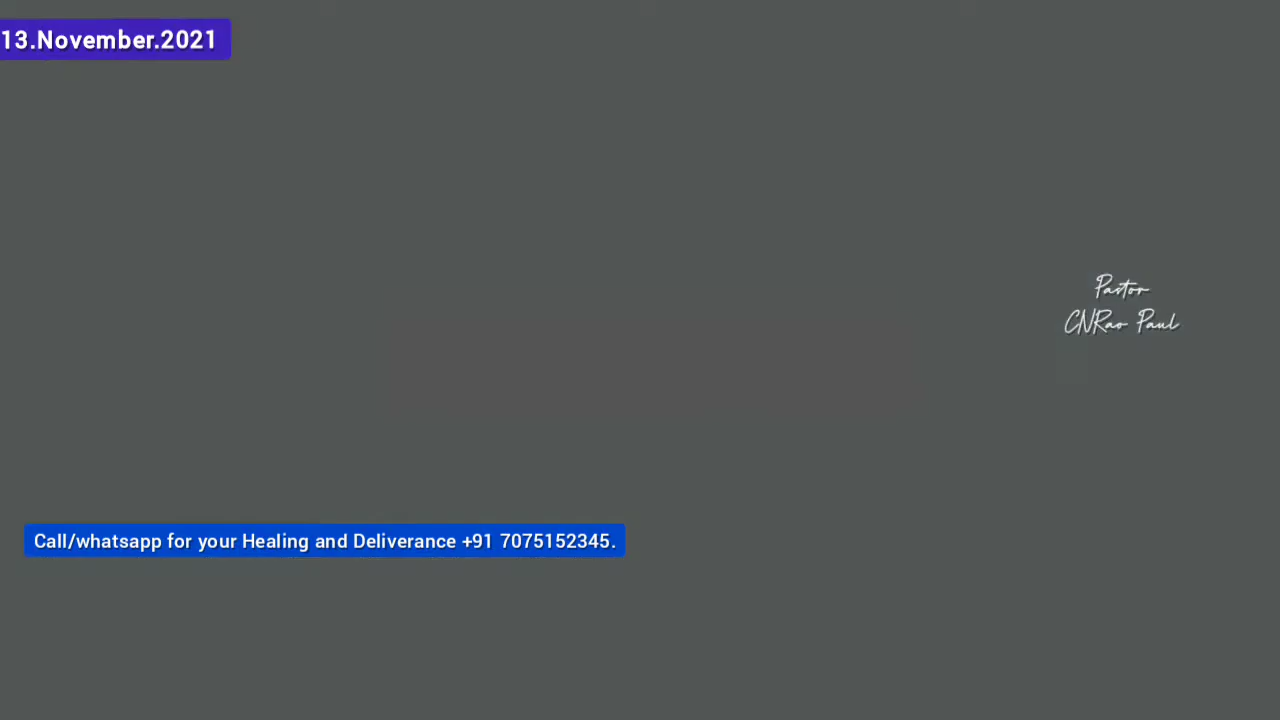 13.November.2021
Pastor
CNRao Paul
Call/whatsapp for your Healing and Deliverance +91 7075152345.